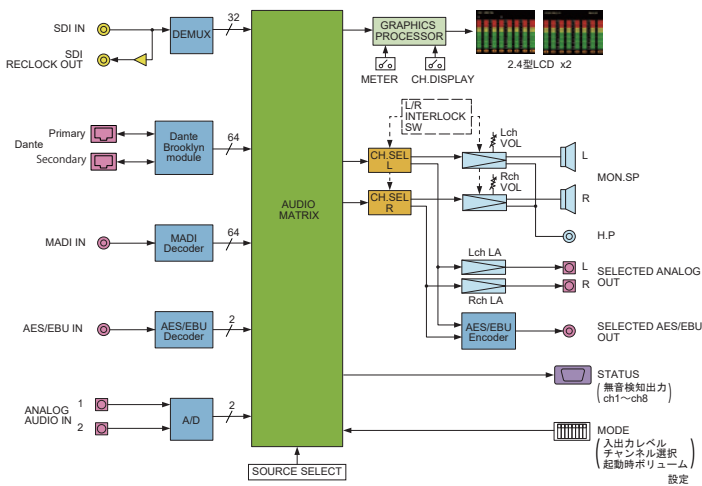 SDI IN
DEMUX
32
SDI
RECLOCK OUT
Primary
Dante
Secondary
Dante
Brooklyn
module
64
MADI IN
MADI
Decoder
64
AES/EBU IN
AES/EBU
Decoder
2
ANALOG
AUDIO IN
1
2
A/D
2
AUDIO
MATRIX
SOURCE SELECT
GRAPHICS
PROCESSOR
METER
CH.DISPLAY
2.4型LCD x2
L/R
INTERLOCK
SW
CH.SEL
L
CH.SEL
R
Lch
VOL
Rch
VOL
L
MON.SP
R
H.P
Lch LA
Rch LA
L
R
SELECTED ANALOG
OUT
AES/EBU
Encoder
SELECTED AES/EBU
OUT
STATUS
(無音検知出力
ch1〜ch8)
MODE
(入出力レベル
チャンネル選択
起動時ボリューム)
設定